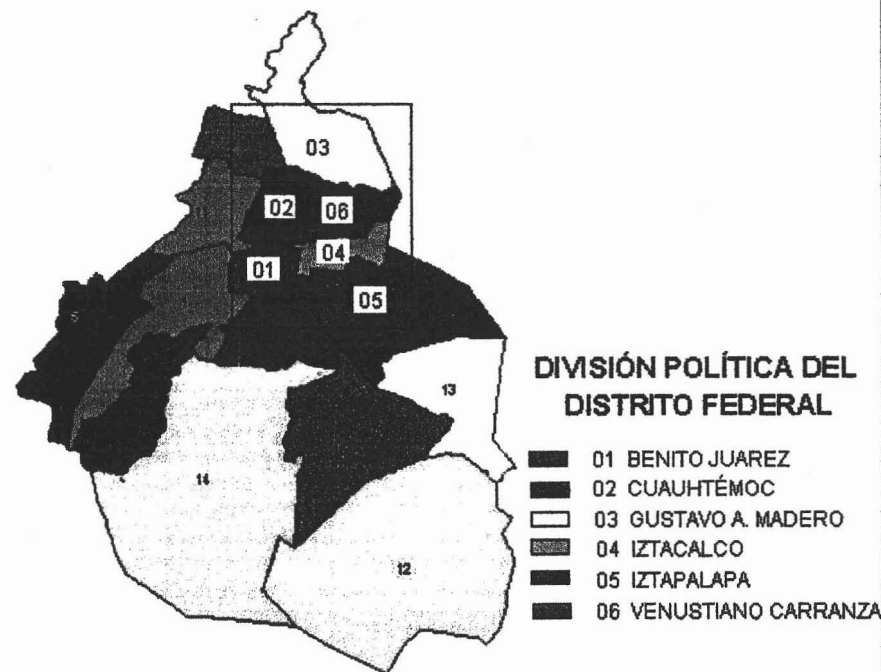 03
02
06
04
01
05
13
14
12
DIVISIÓN POLÍTICA DEL
DISTRITO FEDERAL
01 BENITO JUAREZ
02 CUAUHTÉMOC
03 GUSTAVO A. MADERO
04 IZTACALCO
05 IZTAPALAPA
06 VENUSTIANO CARRANZA